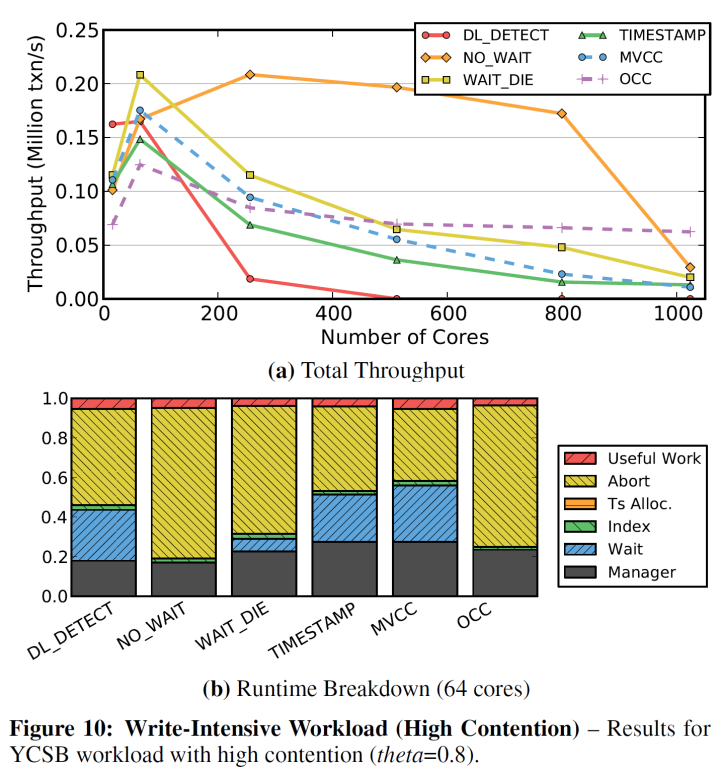 0.25
0.20
0.15
0.10
0.05
0.00
Throughput (Million txn/s)
DL_DETECT
NO_WAIT
WAIT_DIE
TIMESTAMP
MVCC
OCC
0 200 400 600 800 1000
Number of Cores
(a) Total Throughput
1.0
0.8
0.6
0.4
0.2
0.0
DL_DETECT NO_WAIT WAIT_DIE TIMESTAMP MVCC OCC
Useful Work
Abort
Ts Alloc.
Index
Wait
Manager
(b) Runtime Breakdown (64 cores)
Figure 10: Write-Intensive Workload (High Contention) – Results for
YCSB workload with high contention (theta=0.8).